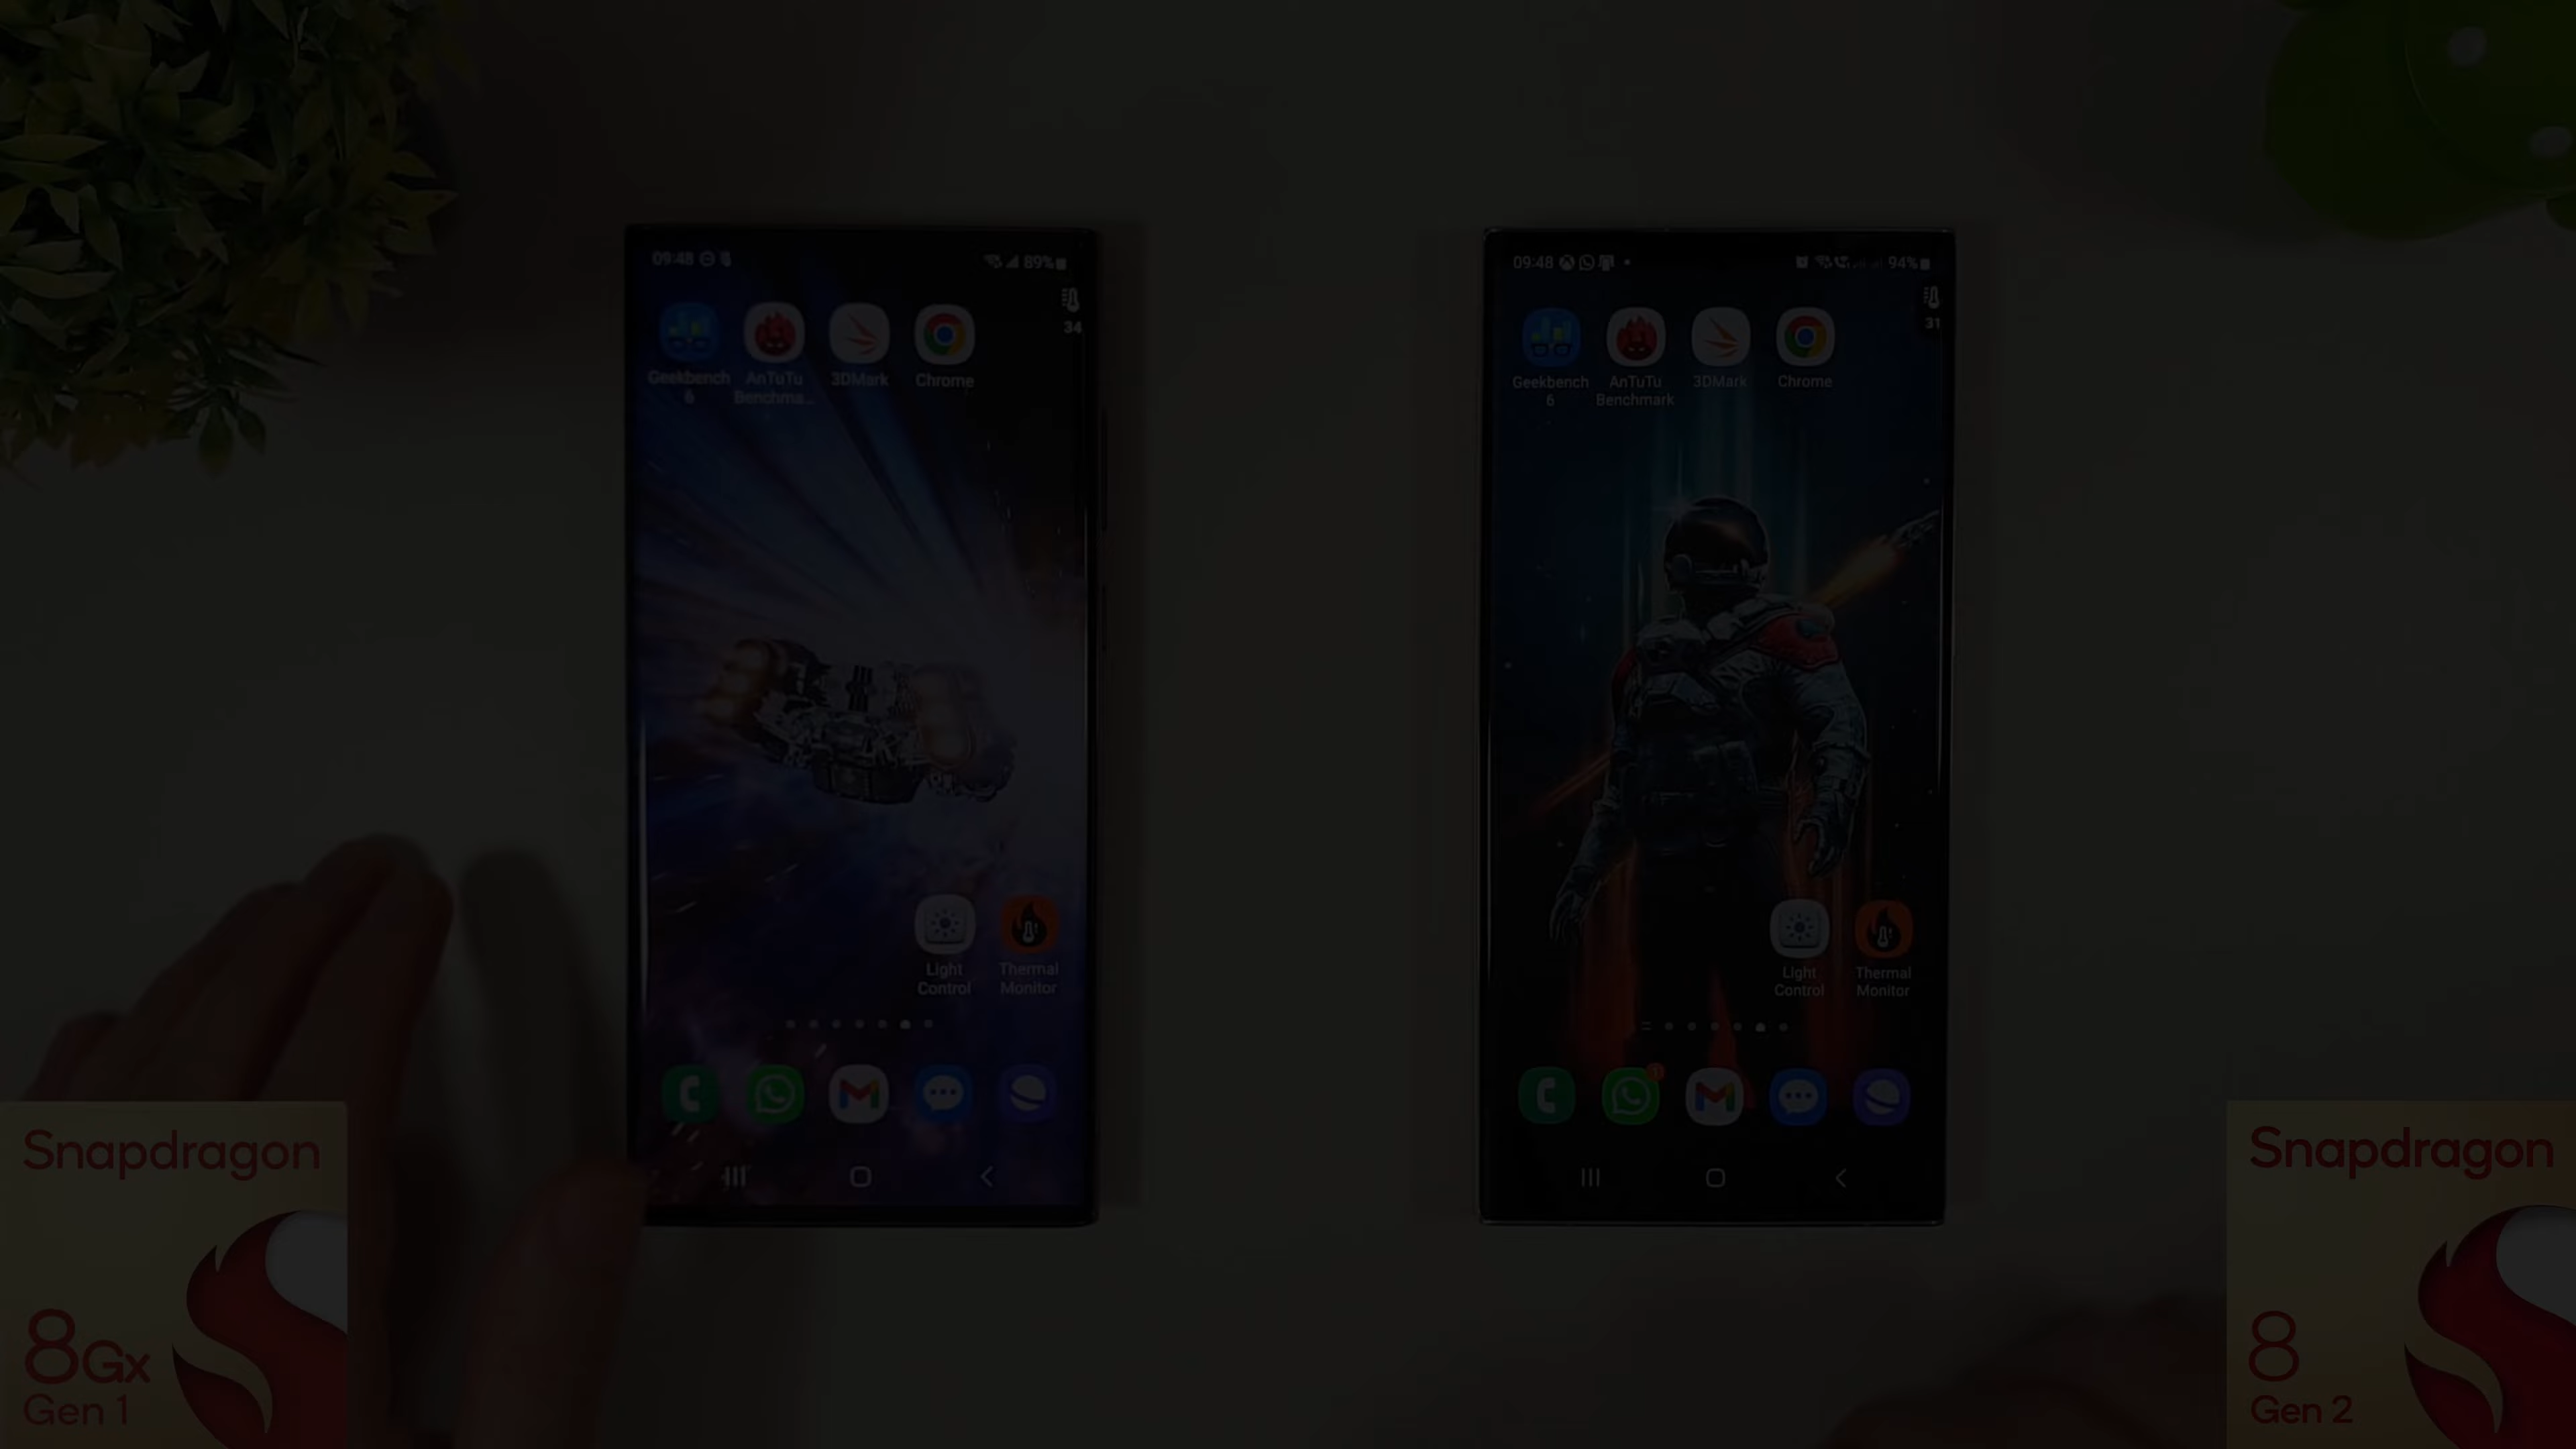 09:48
89%
34
Geekbench
6
AnTuTu
Benchma...
3DMark
Chrome
Light
Control
Thermal
Monitor
09:48
94%
31
Geekbench
6
AnTuTu
Benchmark
3DMark
Chrome
Light
Control
Thermal
Monitor
1
Snapdragon
8Gx
Gen 1
Snapdragon
8
Gen 2